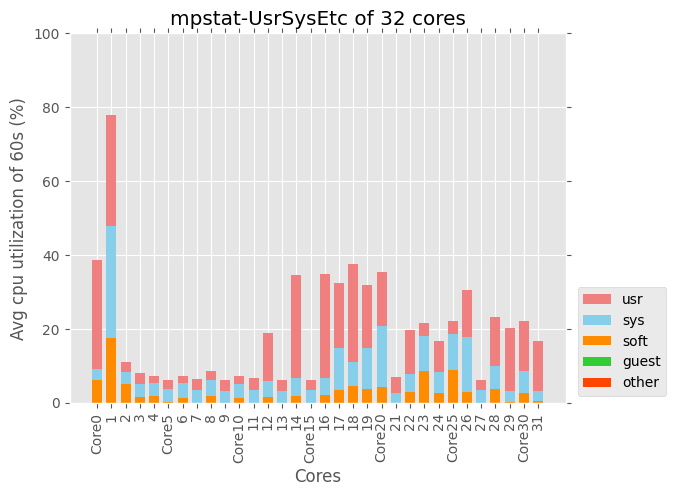 mpstat-UsrSysEtc of 32 cores
Avg cpu utilization of 60s (%)
100
80
60
40
20
0
Core0
1
2
3
4
Core5
6
7
8
9
Core10
11
12
13
14
Core15
16
17
18
19
Core20
21
22
23
24
Core25
26
27
28
29
Core30
31
Cores
usr
sys
soft
guest
other